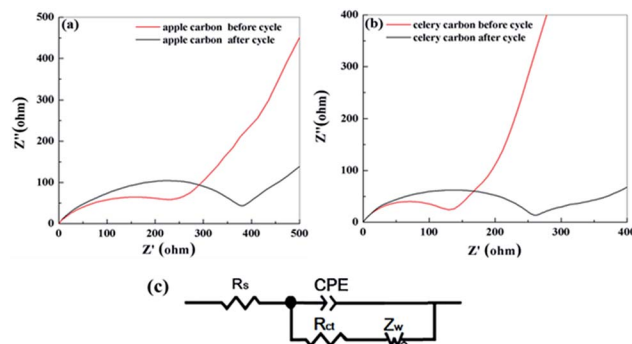 (a)
apple carbon before cycle
apple carbon after cycle
Z''(ohm)
500
400
300
200
100
0
0 100 200 300 400 500
Z' (ohm)
(b)
celery carbon before cycle
celery carbon after cycle
Z''(ohm)
400
300
200
100
0
0 100 200 300 400
Z' (ohm)
(c)
Rs
CPE
Rct
Zw